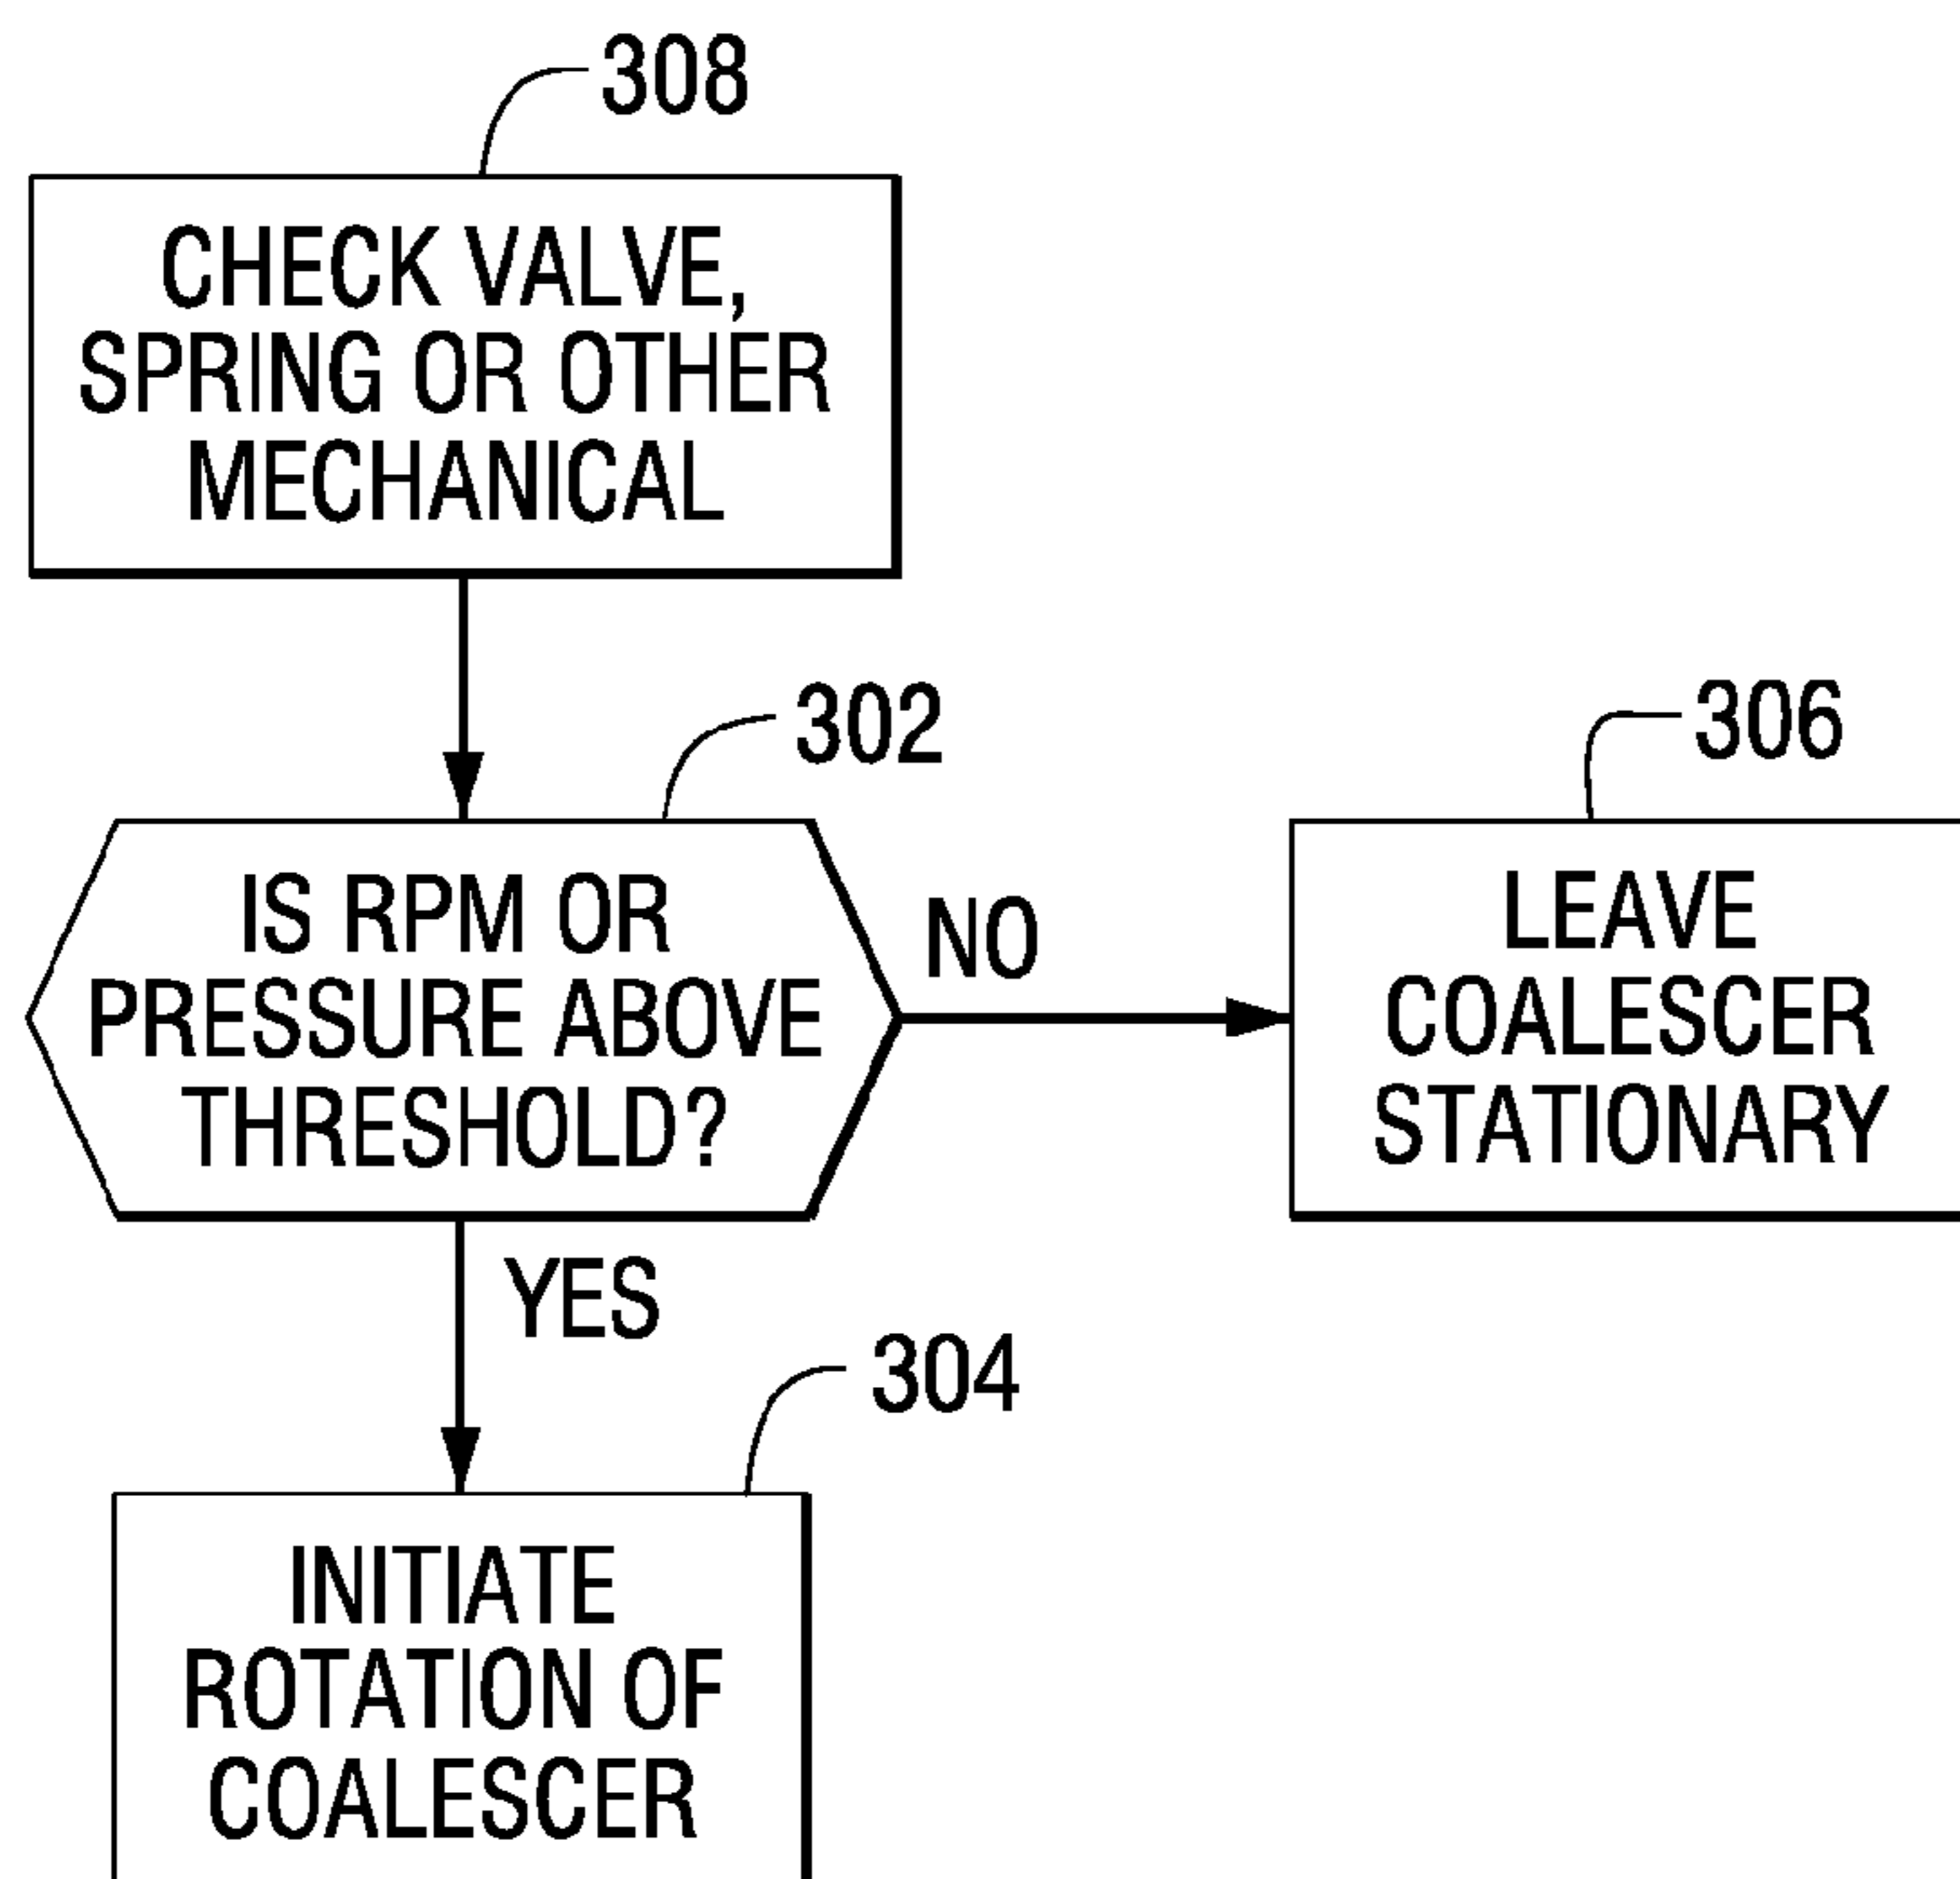 308
CHECK VALVE,
SPRING OR OTHER
MECHANICAL
302
IS RPM OR
PRESSURE ABOVE
THRESHOLD?
NO
306
LEAVE
COALESCER
STATIONARY
YES
304
INITIATE
ROTATION OF
COALESCER